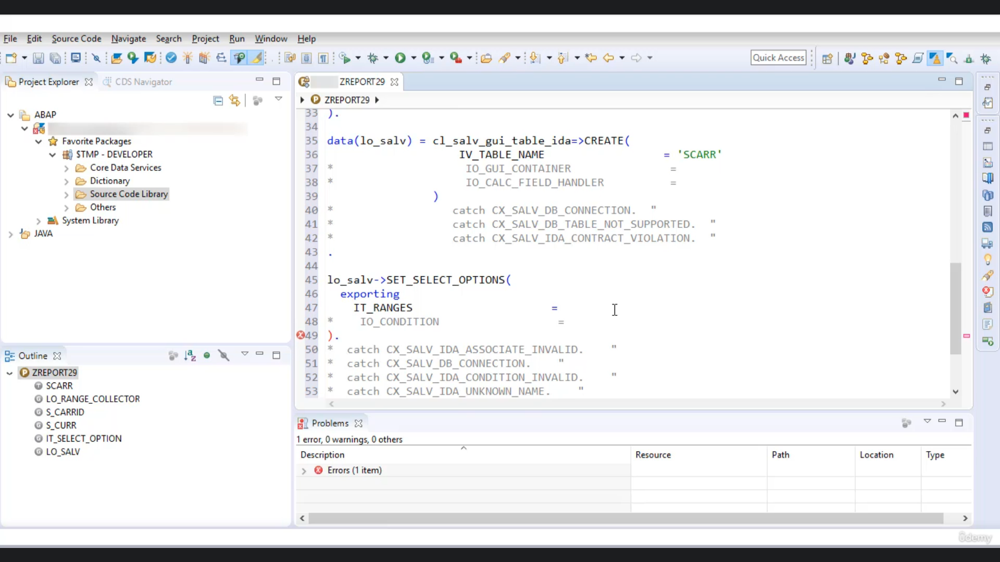 File Edit Source Code Navigate Search Project Run Window Help
Quick Access
Project Explorer CDS Navigator
ABAP
Favorite Packages
$TMP - DEVELOPER
Core Data Services
Dictionary
Source Code Library
Others
System Library
JAVA
Outline
ZREPORT29
SCARR
LO_RANGE_COLLECTOR
S_CARRID
S_CURR
IT_SELECT_OPTION
LO_SALV
ZREPORT29
ZREPORT29
33 ).
34
35 data(lo_salv) = cl_salv_gui_table_ida=>CREATE(
36 IV_TABLE_NAME = 'SCARR'
37 * IO_GUI_CONTAINER =
38 * IO_CALC_FIELD_HANDLER =
39 )
40 * catch CX_SALV_DB_CONNECTION. "
41 * catch CX_SALV_DB_TABLE_NOT_SUPPORTED. "
42 * catch CX_SALV_IDA_CONTRACT_VIOLATION. "
43 .
44
45 lo_salv->SET_SELECT_OPTIONS(
46 exporting
47 IT_RANGES =
48 * IO_CONDITION =
49 ).
50 * catch CX_SALV_IDA_ASSOCIATE_INVALID. "
51 * catch CX_SALV_DB_CONNECTION. "
52 * catch CX_SALV_IDA_CONDITION_INVALID. "
53 * catch CX_SALV_IDA_UNKNOWN_NAME. "
Problems
1 error, 0 warnings, 0 others
Description Resource Path Location Type
Errors (1 item)
ûdemy